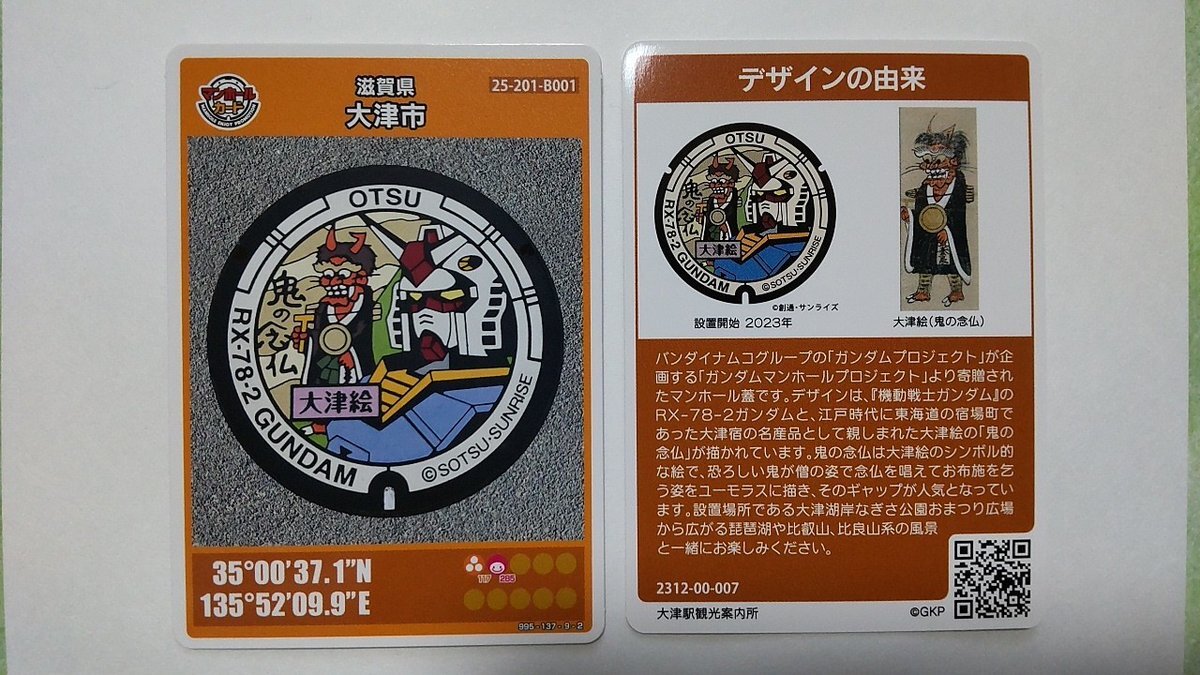 マンホール
カード
滋賀県
大津市
25-201-B001
OTSU
鬼の念仏
大津絵
RX-78-2 GUNDAM
©SOTSU・SUNRISE
35°00'37.1"N
135°52'09.9"E
117 285
995-137-9-2
デザインの由来
OTSU
鬼の念仏
大津絵
RX-78-2 GUNDAM
©SOTSU・SUNRISE
©創通・サンライズ
設置開始 2023年
大津絵(鬼の念仏)
バンダイナムコグループの「ガンダムプロジェクト」が企
画する「ガンダムマンホールプロジェクト」より寄贈され
たマンホール蓋です。デザインは、『機動戦士ガンダム』の
RX-78-2ガンダムと、江戸時代に東海道の宿場町で
あった大津宿の名産品として親しまれた大津絵の「鬼の
念仏」が描かれています。鬼の念仏は大津絵のシンボル的
な絵で、恐ろしい鬼が僧の姿で念仏を唱えてお布施を乞
う姿をユーモラスに描き、そのギャップが人気となってい
ます。設置場所である大津湖岸なぎさ公園おまつり広場
から広がる琵琶湖や比叡山、比良山系の風景
と一緒にお楽しみください。
2312-00-007
大津駅観光案内所
©GKP